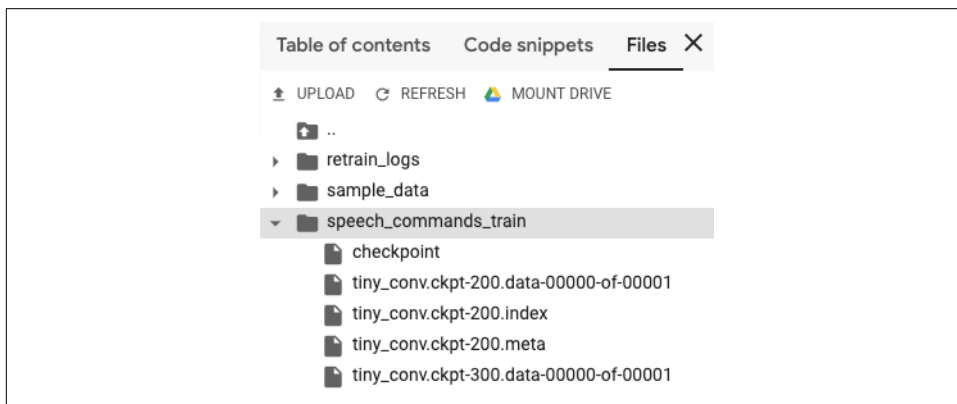 Table of contents Code snippets Files
UPLOAD REFRESH MOUNT DRIVE
..
retrain_logs
sample_data
speech_commands_train
checkpoint
tiny_conv.ckpt-200.data-00000-of-00001
tiny_conv.ckpt-200.index
tiny_conv.ckpt-200.meta
tiny_conv.ckpt-300.data-00000-of-00001